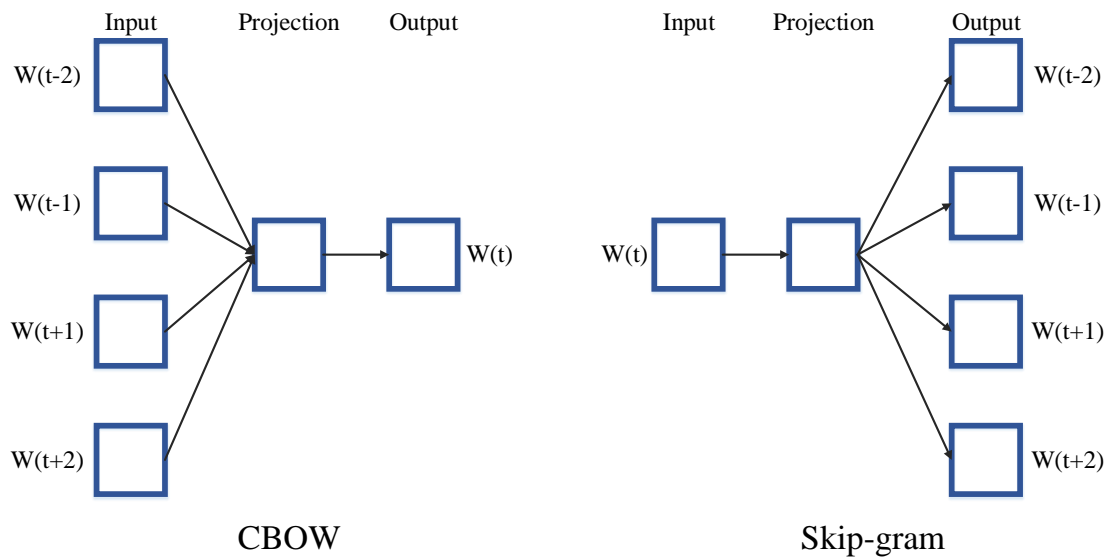 Input Projection Output
W(t-2)
W(t-1)
W(t)
W(t+1)
W(t+2)
CBOW
Input Projection Output
W(t-2)
W(t-1)
W(t)
W(t+1)
W(t+2)
Skip-gram